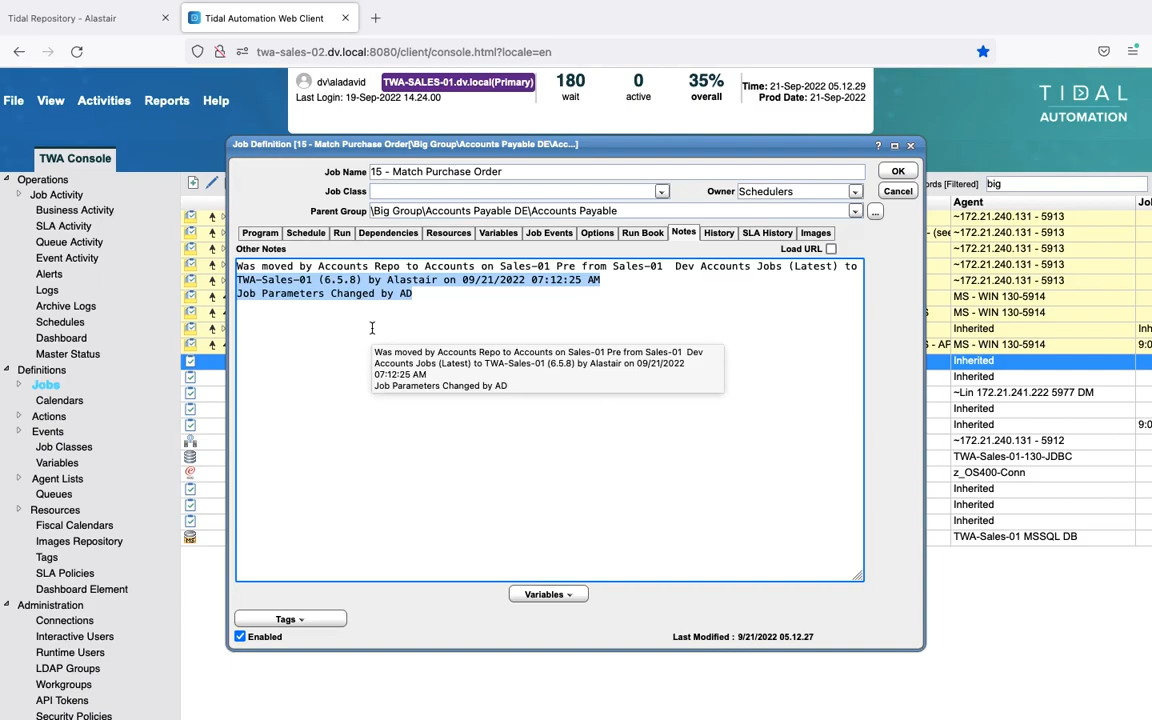 Tidal Repository - Alastair
Tidal Automation Web Client
twa-sales-02.dv.local:8080/client/console.html?locale=en
File View Activities Reports Help
dv\aladavid TWA-SALES-01.dv.local(Primary)
Last Login: 19-Sep-2022 14.24.00
180 wait
0 active
35% overall
Time: 21-Sep-2022 05.12.29
Prod Date: 21-Sep-2022
TIDAL
AUTOMATION
TWA Console
Operations
Job Activity
Business Activity
SLA Activity
Queue Activity
Event Activity
Alerts
Logs
Archive Logs
Schedules
Dashboard
Master Status
Definitions
Jobs
Calendars
Actions
Events
Job Classes
Variables
Agent Lists
Queues
Resources
Fiscal Calendars
Images Repository
Tags
SLA Policies
Dashboard Element
Administration
Connections
Interactive Users
Runtime Users
LDAP Groups
Workgroups
API Tokens
Security Policies
Job Definition [15 - Match Purchase Order[\Big Group\Accounts Payable DE\Acc...]
Job Name 15 - Match Purchase Order
OK
Job Class
Owner Schedulers
Cancel
Parent Group \Big Group\Accounts Payable DE\Accounts Payable
...
Program Schedule Run Dependencies Resources Variables Job Events Options Run Book Notes History SLA History Images
Other Notes
Load URL
Was moved by Accounts Repo to Accounts on Sales-01 Pre from Sales-01 Dev Accounts Jobs (Latest) to
TWA-Sales-01 (6.5.8) by Alastair on 09/21/2022 07:12:25 AM
Job Parameters Changed by AD
Was moved by Accounts Repo to Accounts on Sales-01 Pre from Sales-01 Dev
Accounts Jobs (Latest) to TWA-Sales-01 (6.5.8) by Alastair on 09/21/2022
07:12:25 AM
Job Parameters Changed by AD
Variables
Tags
Enabled
Last Modified : 9/21/2022 05.12.27
[Filtered] big
Agent
~172.21.240.131 - 5913
(see ~172.21.240.131 - 5913
~172.21.240.131 - 5913
~172.21.240.131 - 5913
~172.21.240.131 - 5913
MS - WIN 130-5914
MS - WIN 130-5914
Inherited
MS - WIN 130-5914 9:0
Inherited
Inherited
~Lin 172.21.241.222 5977 DM
Inherited
Inherited 9:0
~172.21.240.131 - 5912
TWA-Sales-01-130-JDBC
z_OS400-Conn
Inherited
Inherited
Inherited
TWA-Sales-01 MSSQL DB